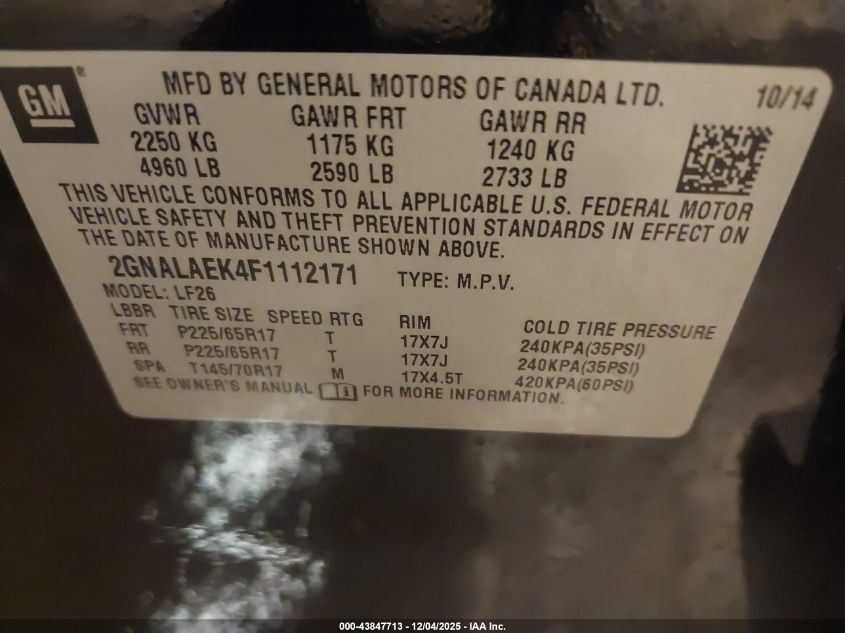 GM ®
MFD BY GENERAL MOTORS OF CANADA LTD. 10/14
GVWR GAWR FRT GAWR RR
2250 KG 1175 KG 1240 KG
4960 LB 2590 LB 2733 LB
THIS VEHICLE CONFORMS TO ALL APPLICABLE U.S. FEDERAL MOTOR
VEHICLE SAFETY AND THEFT PREVENTION STANDARDS IN EFFECT ON
THE DATE OF MANUFACTURE SHOWN ABOVE.
2GNALAEK4F1112171 TYPE: M.P.V.
MODEL: LF26
LBBR TIRE SIZE SPEED RTG RIM COLD TIRE PRESSURE
FRT P225/65R17 T 17X7J 240KPA(35PSI)
RR P225/65R17 T 17X7J 240KPA(35PSI)
SPA T145/70R17 M 17X4.5T 420KPA(60PSI)
SEE OWNER'S MANUAL FOR MORE INFORMATION.
000-43847713 - 12/04/2025 - IAA Inc.